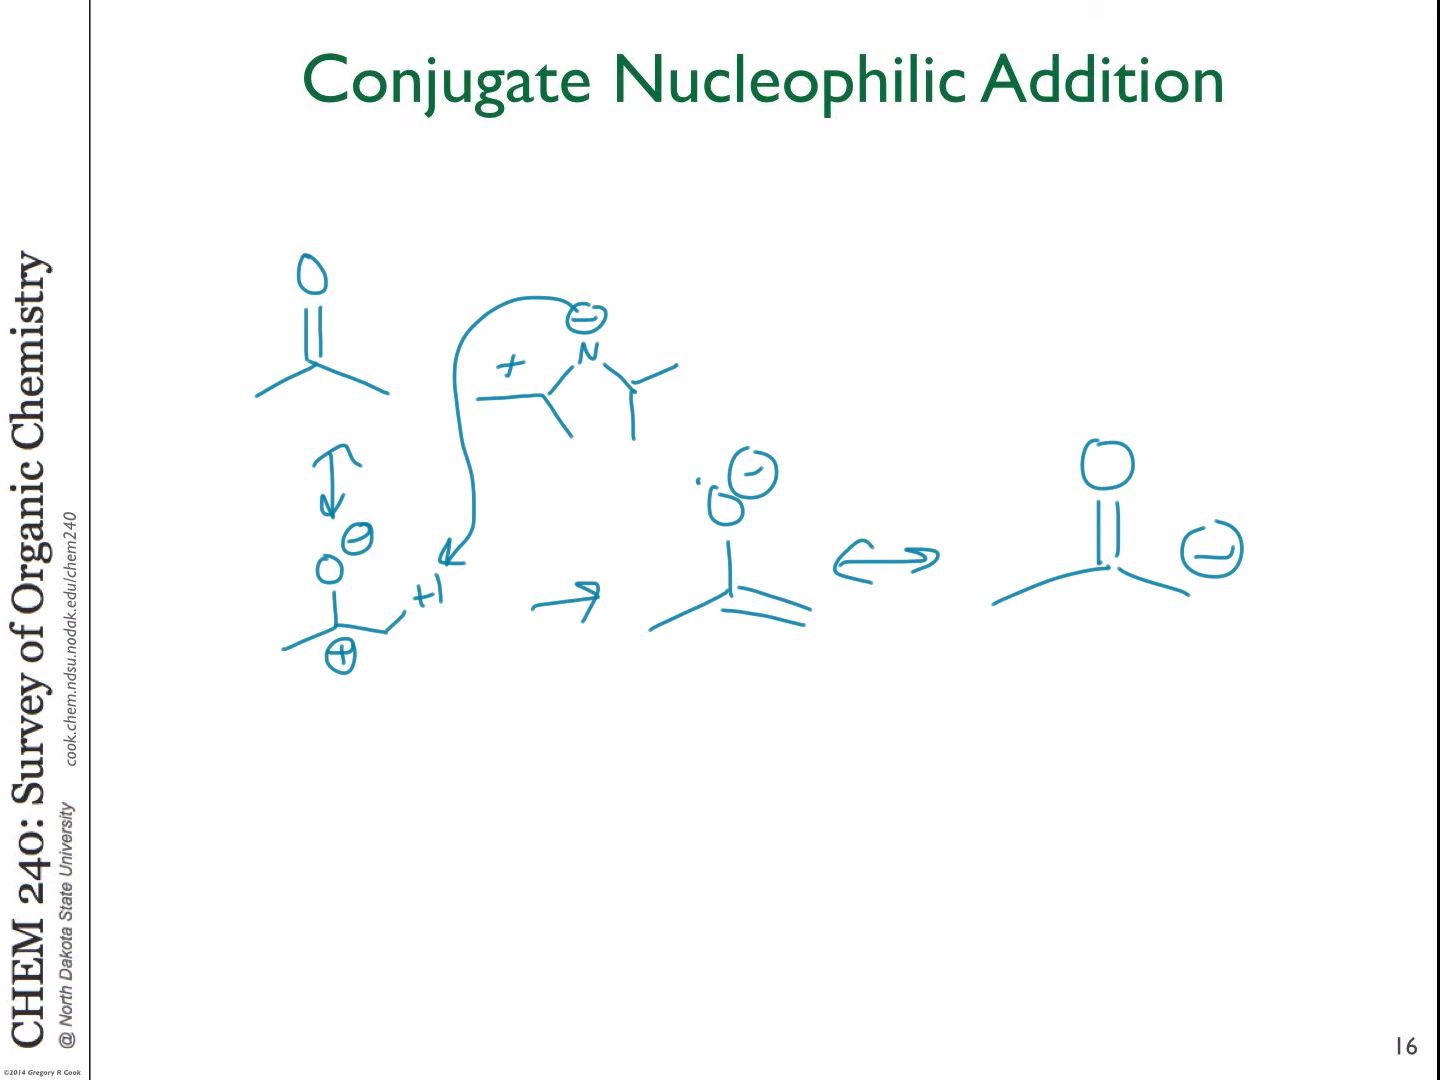 Conjugate Nucleophilic Addition
CHEM 240: Survey of Organic Chemistry
@ North Dakota State University cook.chem.ndsu.nodak.edu/chem240
©2014 Gregory R Cook
O
−
+
N
−
O
+H
+
−
O
O
−
16